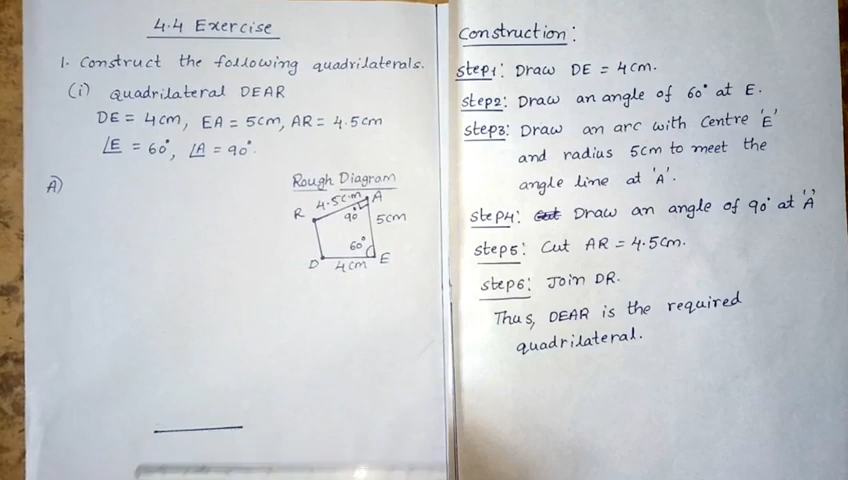 4.4 Exercise
1. Construct the following quadrilaterals.
(i) quadrilateral DEAR
DE = 4cm, EA = 5cm, AR = 4.5cm
∠E = 60°, ∠A = 90°.
A)
Rough Diagram
4.5cm A
R 90° 5cm
60°
D 4cm E
Construction:
step1: Draw DE = 4cm.
step2: Draw an angle of 60° at E.
step3: Draw an arc with Centre 'E'
and radius 5cm to meet the
angle line at 'A'.
step4: Draw an angle of 90° at 'A'
step5: Cut AR = 4.5cm.
step6: Join DR.
Thus, DEAR is the required
quadrilateral.